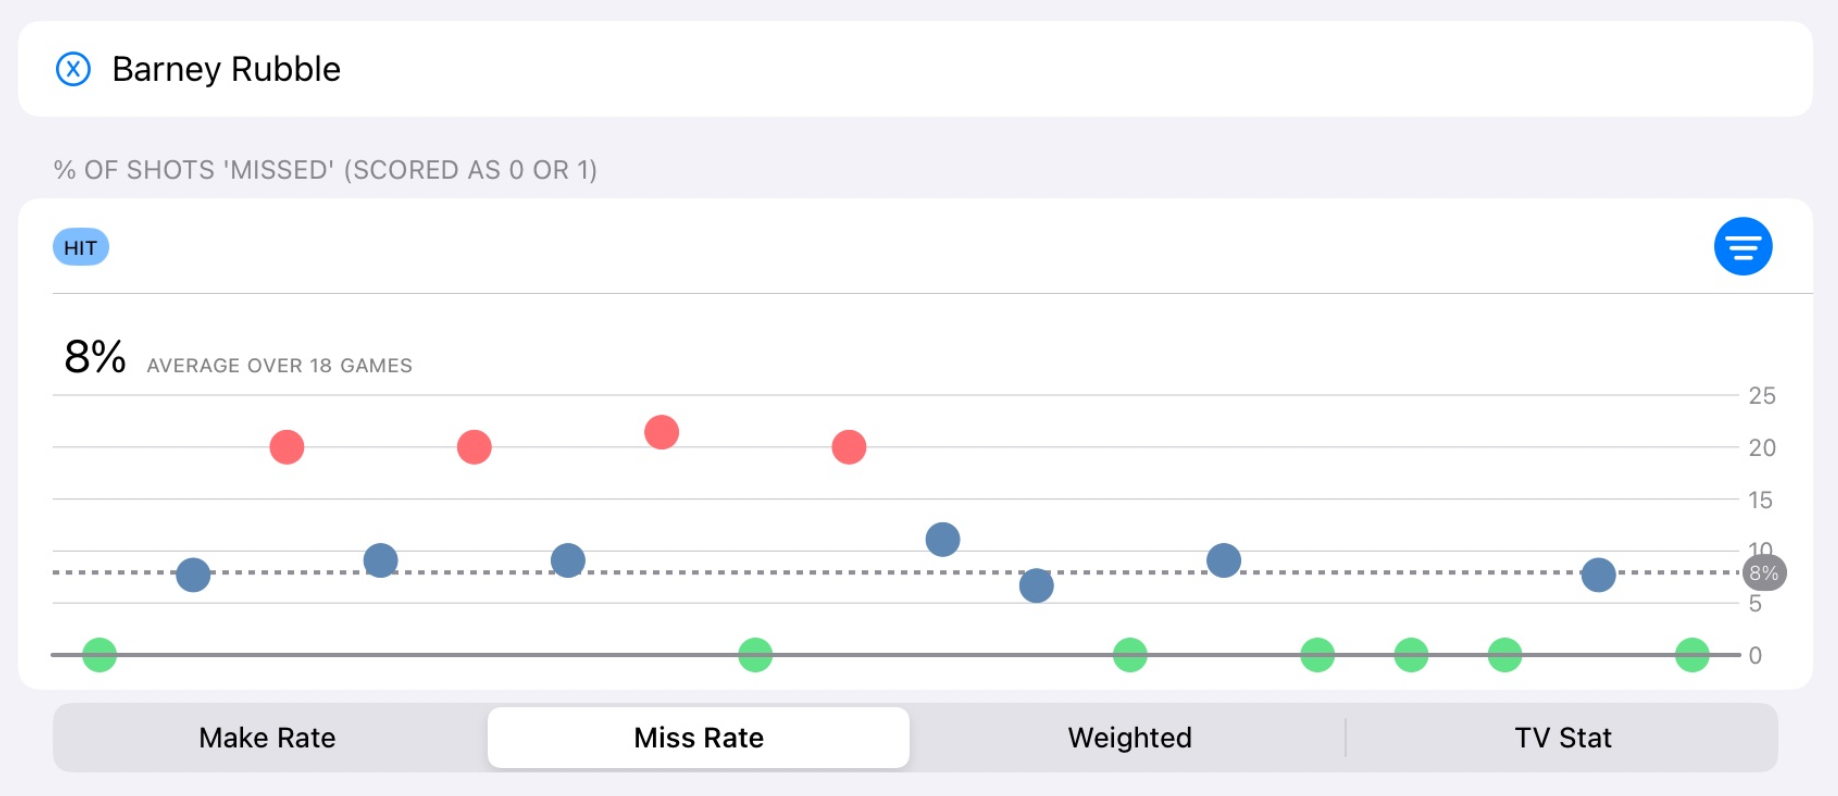 Barney Rubble
% OF SHOTS 'MISSED' (SCORED AS 0 OR 1)
HIT
8% AVERAGE OVER 18 GAMES
25
20
15
10
8%
5
0
Make Rate Miss Rate Weighted TV Stat